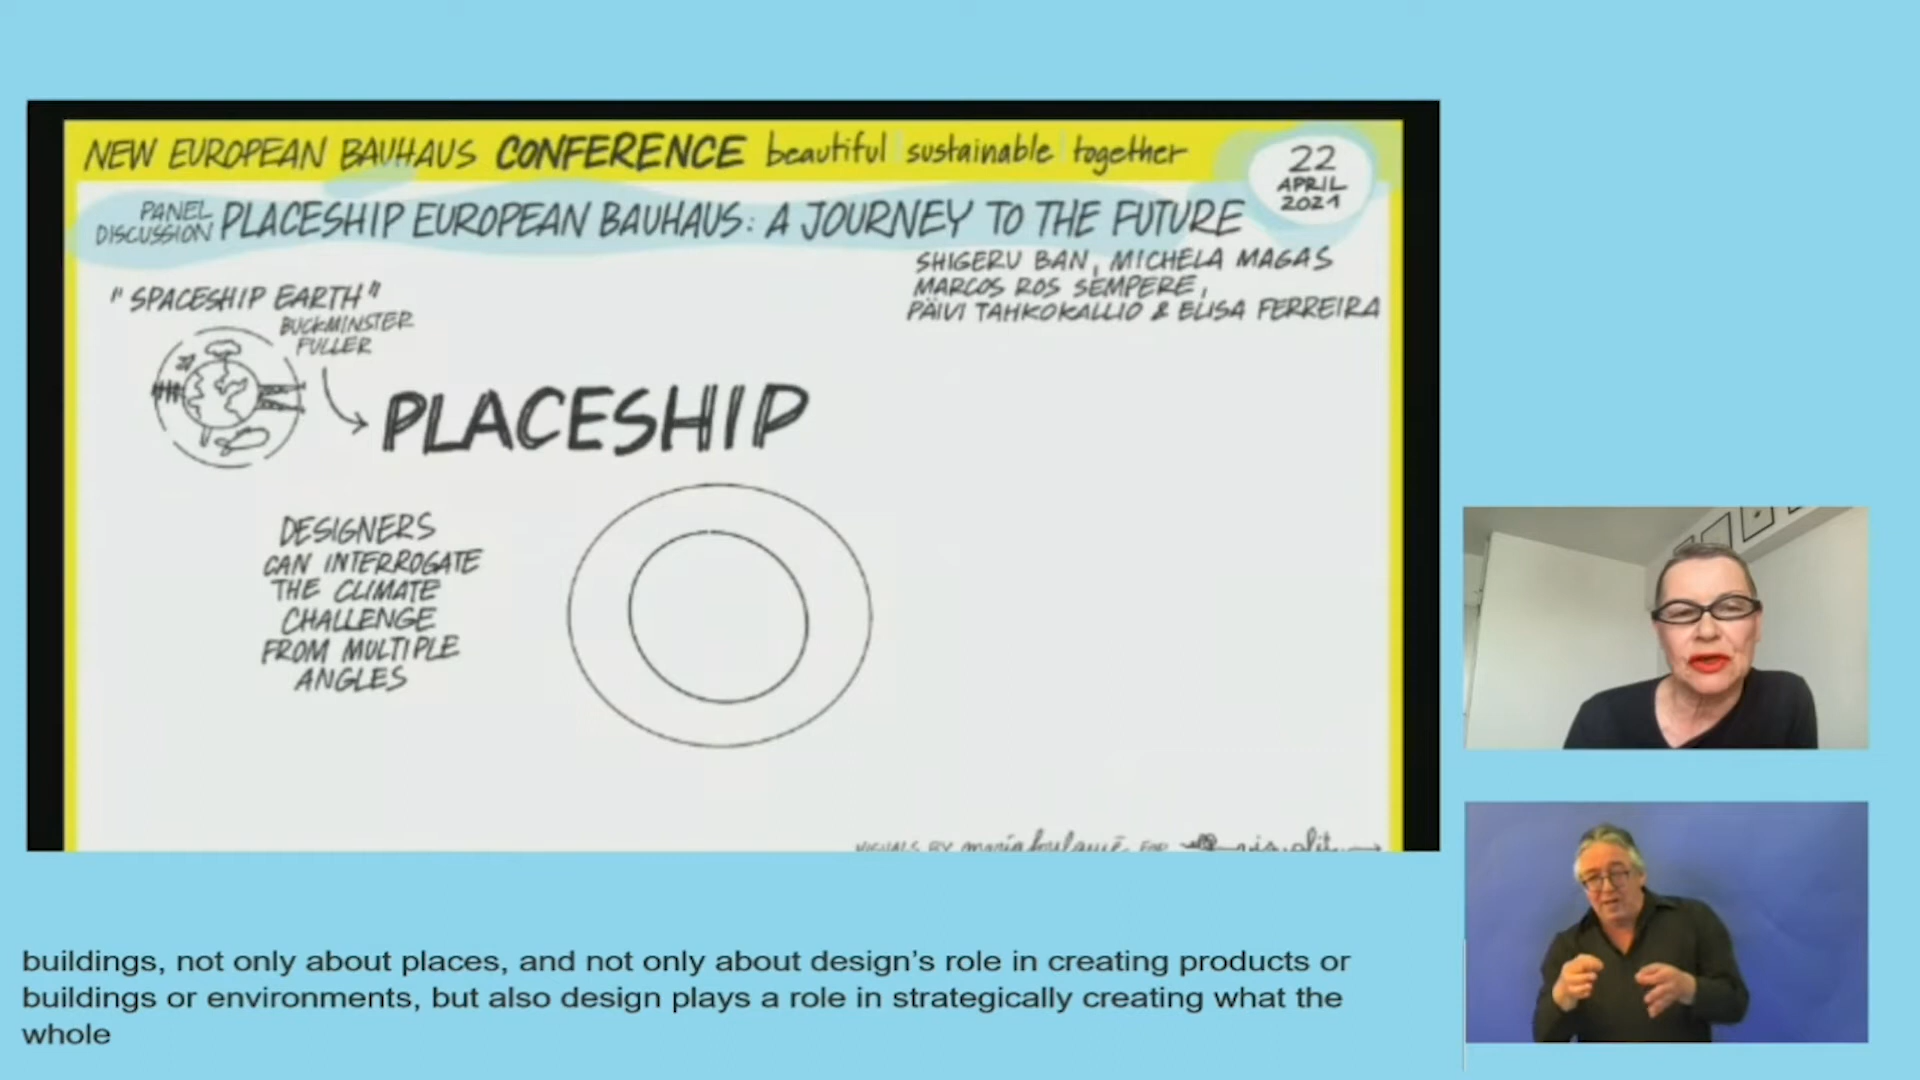 NEW EUROPEAN BAUHAUS CONFERENCE beautiful sustainable together
22
APRIL
2021
PANEL
DISCUSSION
PLACESHIP EUROPEAN BAUHAUS: A JOURNEY TO THE FUTURE
SHIGERU BAN, MICHELA MAGAS
MARCOS ROS SEMPERE,
PÄIVI TAHKOKALLIO & ELISA FERREIRA
"SPACESHIP EARTH"
BUCKMINSTER
FULLER
PLACESHIP
DESIGNERS
CAN INTERROGATE
THE CLIMATE
CHALLENGE
FROM MULTIPLE
ANGLES
VISUALS BY
FOR
buildings, not only about places, and not only about design’s role in creating products or
buildings or environments, but also design plays a role in strategically creating what the
whole